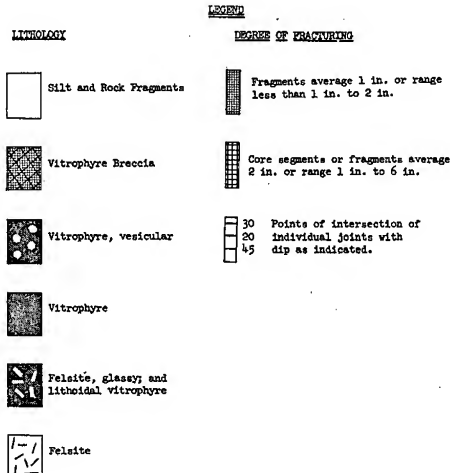 LEGEND
LITHOLOGY
DEGREE OF FRACTURING
Silt and Rock Fragments
Fragments average 1 in. or range
less than 1 in. to 2 in.
Vitrophyre Breccia
Core segments or fragments average
2 in. or range 1 in. to 6 in.
Vitrophyre, vesicular
30 Points of intersection of
20 individual joints with
45 dip as indicated.
Vitrophyre
Felsite, glassy; and
lithoidal vitrophyre
Felsite